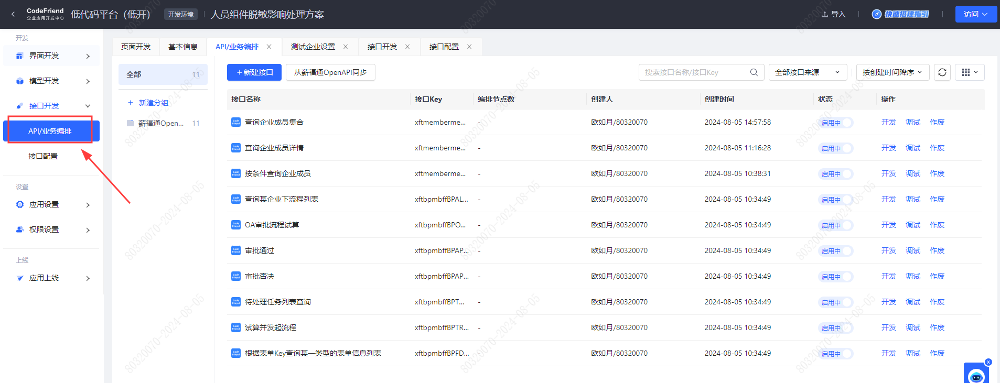 CodeFriend
企业应用开发中心
低代码平台（低开）
开发环境
人员组件脱敏影响处理方案
导入
快速搭建指引
访问
开发
界面开发
模型开发
接口开发
API/业务编排
接口配置
设置
应用设置
权限设置
上线
应用上线
页面开发
基本信息
API/业务编排
测试企业设置
接口开发
接口配置
全部 11
+ 新建分组
薪福通Open... 11
+ 新建接口
从薪福通OpenAPI同步
搜索接口名称/接口Key
全部接口来源
按创建时间降序
接口名称 接口Key 编排节点数 创建人 创建时间 状态 操作
查询企业成员集合 xftmemberme... - 欧如月/80320070 2024-08-05 14:57:58 启用中 开发 调试 作废
查询企业成员详情 xftmemberme... - 欧如月/80320070 2024-08-05 11:16:28 启用中 开发 调试 作废
按条件查询企业成员 xftmemberme... - 欧如月/80320070 2024-08-05 10:38:31 启用中 开发 调试 作废
查询某企业下流程列表 xftbpmbffBPAL... - 欧如月/80320070 2024-08-05 10:34:49 启用中 开发 调试 作废
OA审批流程试算 xftbpmbffBPO... - 欧如月/80320070 2024-08-05 10:34:49 启用中 开发 调试 作废
审批通过 xftbpmbffBPAP... - 欧如月/80320070 2024-08-05 10:34:49 启用中 开发 调试 作废
审批否决 xftbpmbffBPAP... - 欧如月/80320070 2024-08-05 10:34:49 启用中 开发 调试 作废
待处理任务列表查询 xftbpmbffBPT... - 欧如月/80320070 2024-08-05 10:34:49 启用中 开发 调试 作废
试算并发起流程 xftbpmbffBPTR... - 欧如月/80320070 2024-08-05 10:34:49 启用中 开发 调试 作废
根据表单Key查询某一类型的表单信息列表 xftbpmbffBPFD... - 欧如月/80320070 2024-08-05 10:34:49 启用中 开发 调试 作废
80320070-2024-08-05